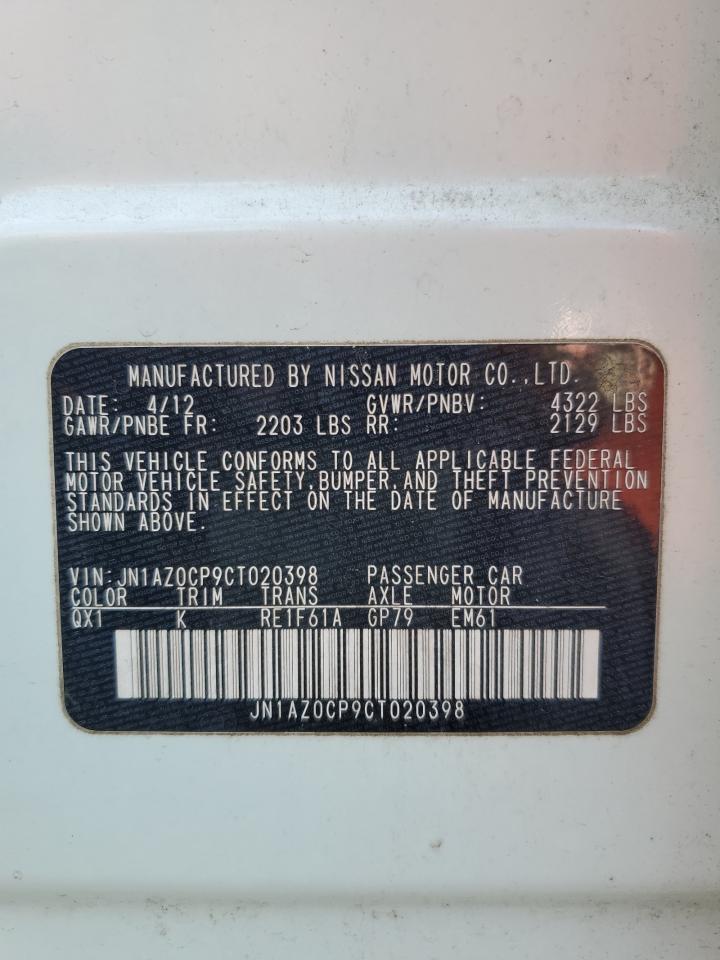 MANUFACTURED BY NISSAN MOTOR CO.,LTD.
DATE: 4/12 GVWR/PNBV: 4322 LBS
GAWR/PNBE FR: 2203 LBS RR: 2129 LBS
THIS VEHICLE CONFORMS TO ALL APPLICABLE FEDERAL
MOTOR VEHICLE SAFETY,BUMPER,AND THEFT PREVENTION
STANDARDS IN EFFECT ON THE DATE OF MANUFACTURE
SHOWN ABOVE.
VIN:JN1AZ0CP9CT020398 PASSENGER CAR
COLOR TRIM TRANS AXLE MOTOR
QX1 K RE1F61A GP79 EM61
JN1AZ0CP9CT020398